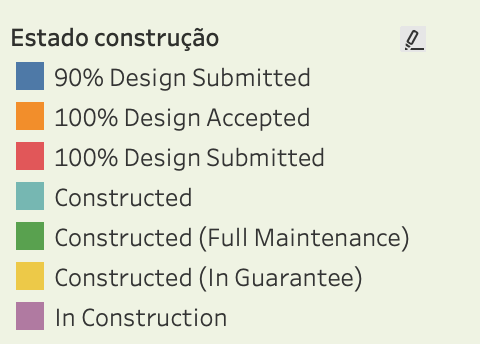 Estado construção
90% Design Submitted
100% Design Accepted
100% Design Submitted
Constructed
Constructed (Full Maintenance)
Constructed (In Guarantee)
In Construction